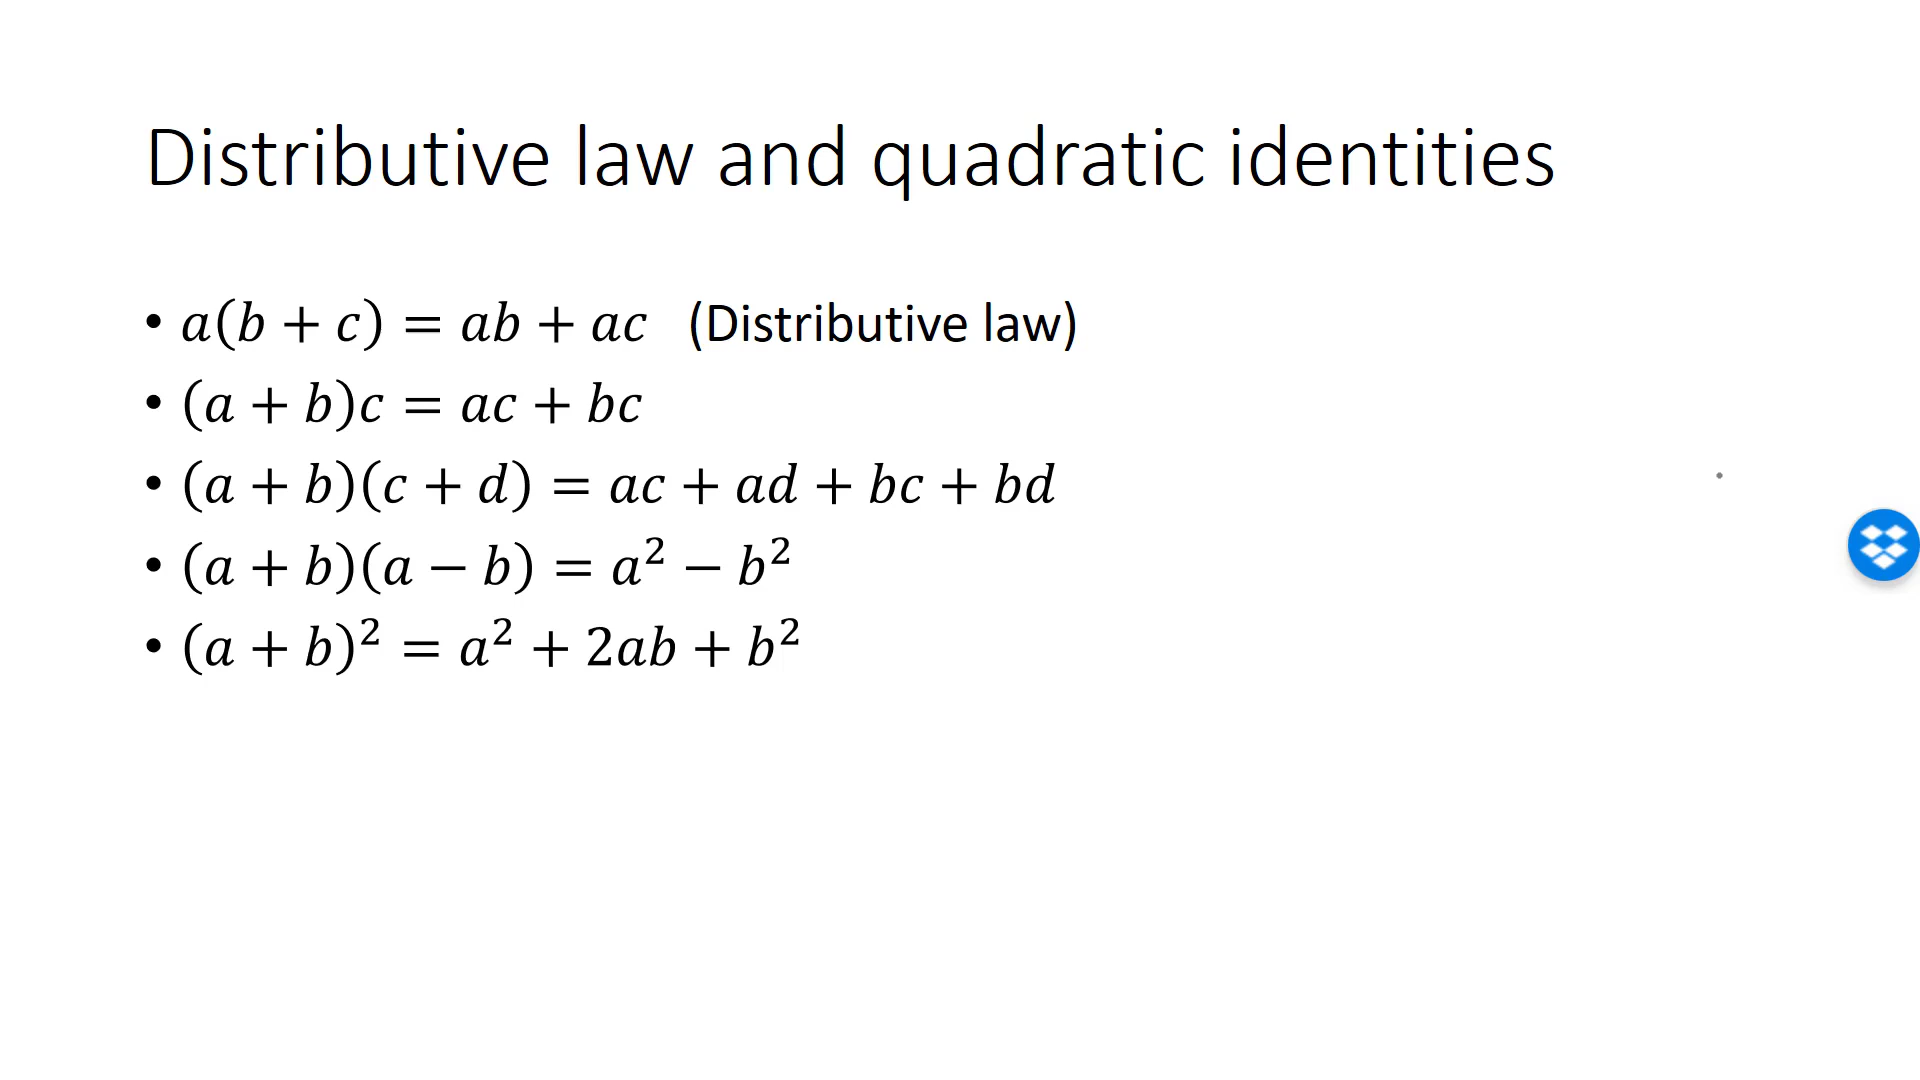 Distributive law and quadratic identities
• a(b + c) = ab + ac (Distributive law)
• (a + b)c = ac + bc
• (a + b)(c + d) = ac + ad + bc + bd
• (a + b)(a − b) = a² − b²
• (a + b)² = a² + 2ab + b²